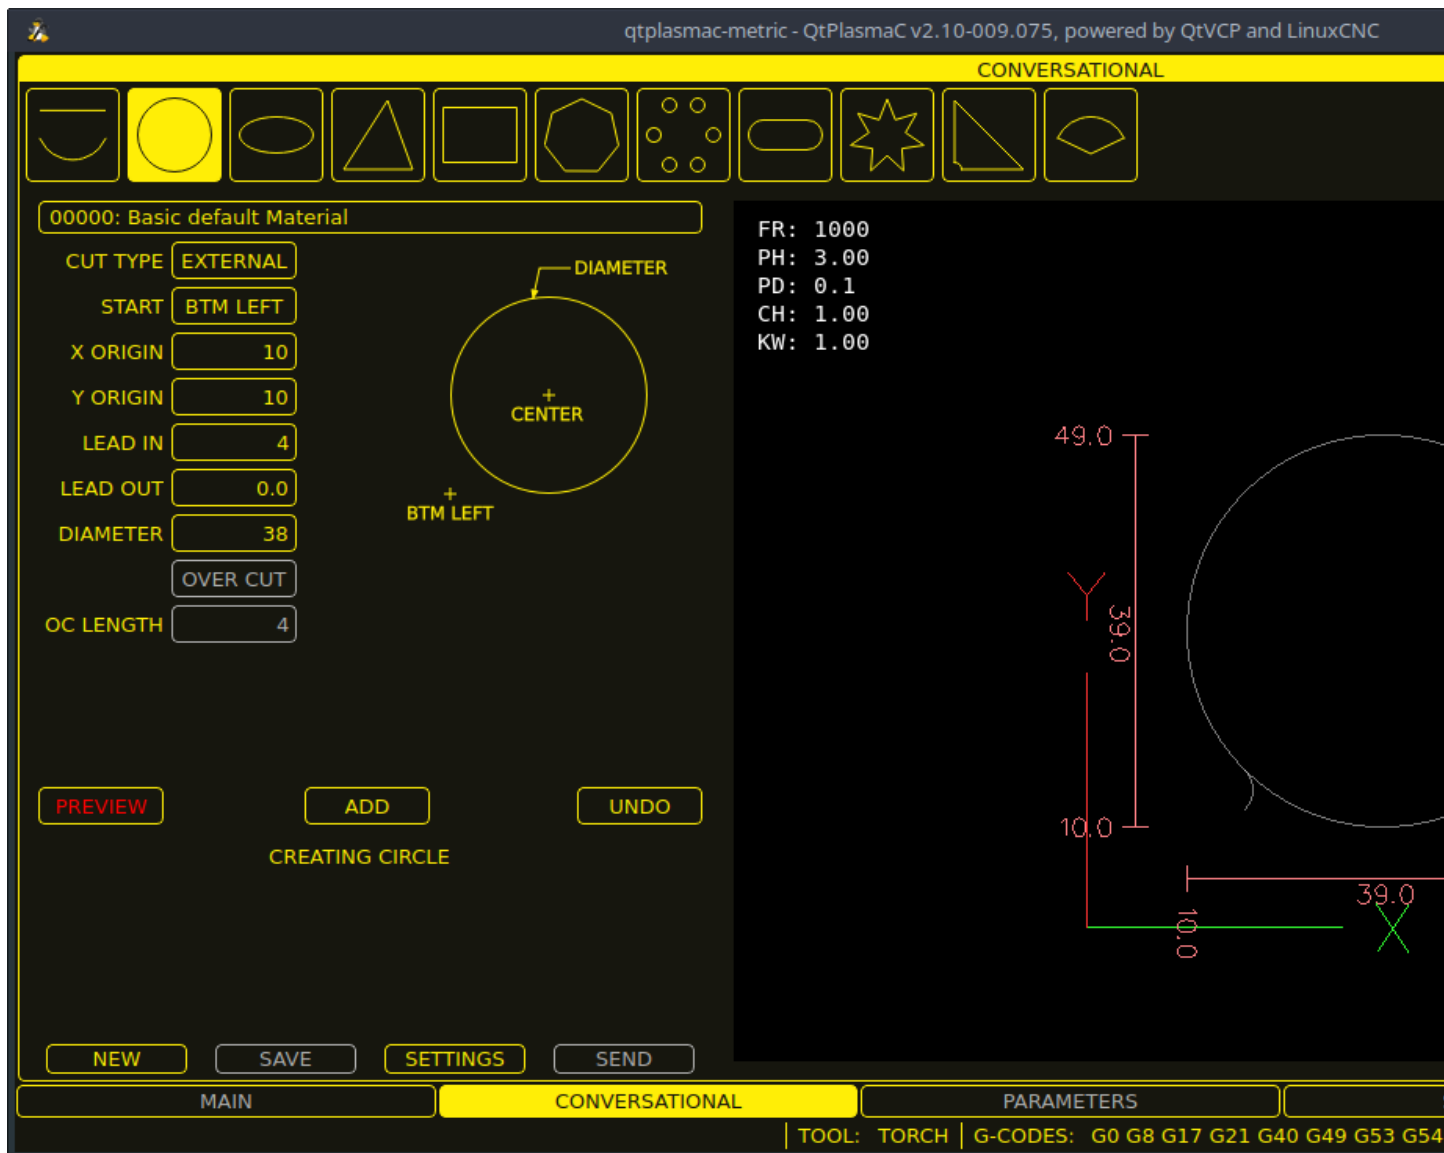 qtplasmac-metric - QtPlasmaC v2.10-009.075, powered by QtVCP and LinuxCNC
CONVERSATIONAL
00000: Basic default Material
CUT TYPE EXTERNAL
START BTM LEFT
X ORIGIN 10
Y ORIGIN 10
LEAD IN 4
LEAD OUT 0.0
DIAMETER 38
OVER CUT
OC LENGTH 4
DIAMETER
CENTER
BTM LEFT
PREVIEW ADD UNDO
CREATING CIRCLE
NEW SAVE SETTINGS SEND
FR: 1000
PH: 3.00
PD: 0.1
CH: 1.00
KW: 1.00
49.0
Y
39.0
10.0
39.0
10.0
X
MAIN CONVERSATIONAL PARAMETERS
TOOL: TORCH G-CODES: G0 G8 G17 G21 G40 G49 G53 G54